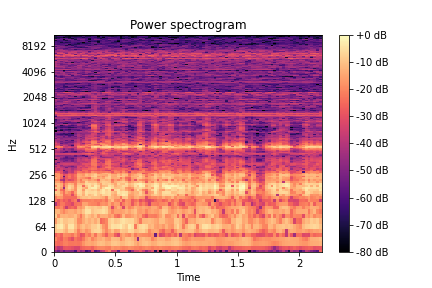 Power spectrogram
8192
4096
2048
1024
512
256
128
64
0
Hz
0 0.5 1 1.5 2
Time
+0 dB
-10 dB
-20 dB
-30 dB
-40 dB
-50 dB
-60 dB
-70 dB
-80 dB